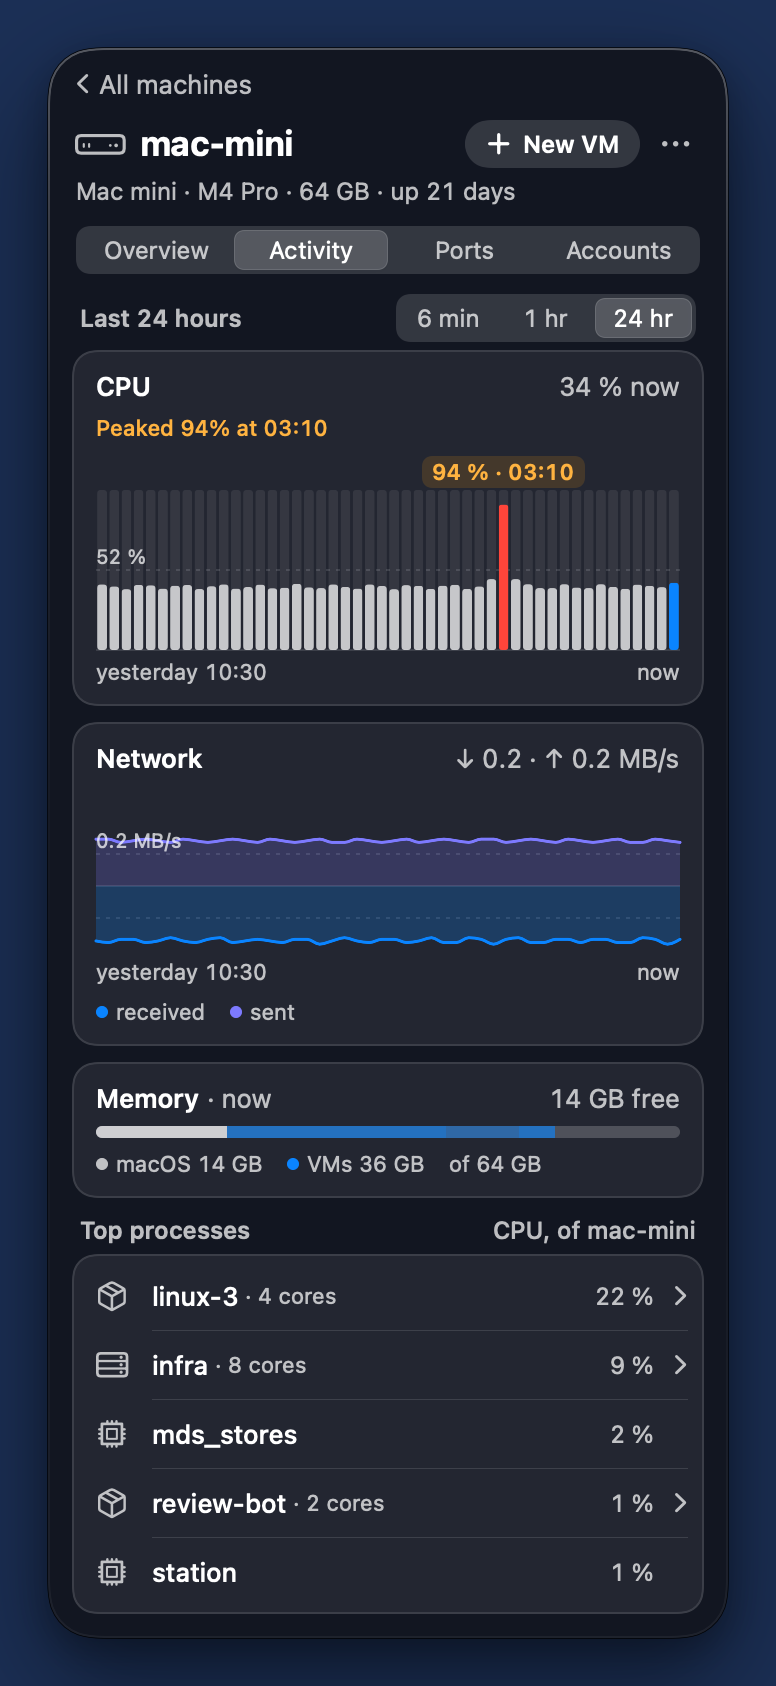 All machines
mac-mini
New VM
Mac mini · M4 Pro · 64 GB · up 21 days
Overview Activity Ports Accounts
Last 24 hours 6 min 1 hr 24 hr
CPU 34 % now
Peaked 94% at 03:10
94 % · 03:10
52 %
yesterday 10:30 now
Network ↓ 0.2 · ↑ 0.2 MB/s
0.2 MB/s
yesterday 10:30 now
received sent
Memory · now 14 GB free
macOS 14 GB VMs 36 GB of 64 GB
Top processes CPU, of mac-mini
linux-3 · 4 cores 22 %
infra · 8 cores 9 %
mds_stores 2 %
review-bot · 2 cores 1 %
station 1 %